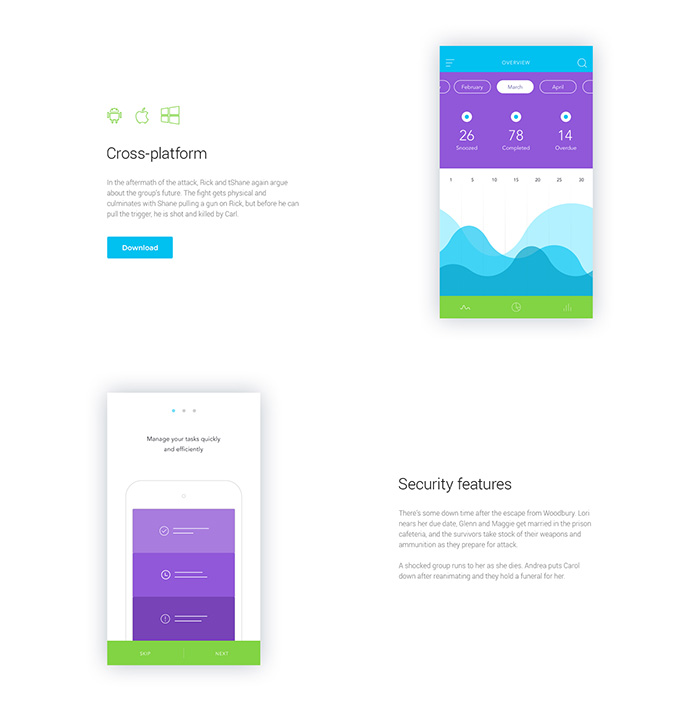 OVERVIEW
February
March
April
26
78
14
Snoozed
Completed
Overdue
1 5 10 15 20 25 30
Cross-platform
In the aftermath of the attack, Rick and tShane again argue
about the group's future. The fight gets physical and
culminates with Shane pulling a gun on Rick, but before he can
pull the trigger, he is shot and killed by Carl.
Download
Manage your tasks quickly
and efficiently
SKIP
NEXT
Security features
There's some down time after the escape from Woodbury. Lori
nears her due date, Glenn and Maggie get married in the prison
cafeteria, and the survivors take stock of their weapons and
ammunition as they prepare for attack.
A shocked group runs to her as she dies. Andrea puts Carol
down after reanimating and they hold a funeral for her.